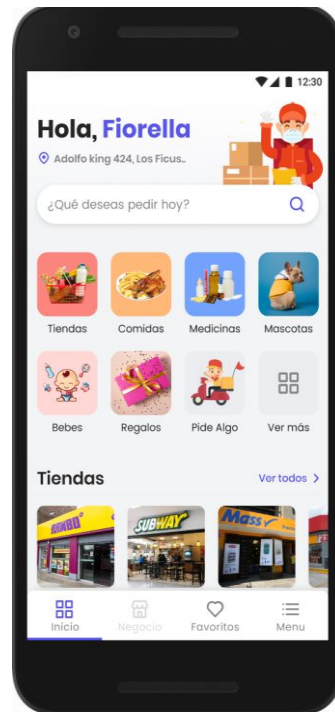 12:30
Hola, Fiorella
Adolfo king 424, Los Ficus..
¿Qué deseas pedir hoy?
Tiendas
Comidas
Medicinas
Mascotas
Bebes
Regalos
Pide Algo
Ver más
Tiendas
Ver todos >
SUBWAY
Mass
Inicio
Negocio
Favoritos
Menu